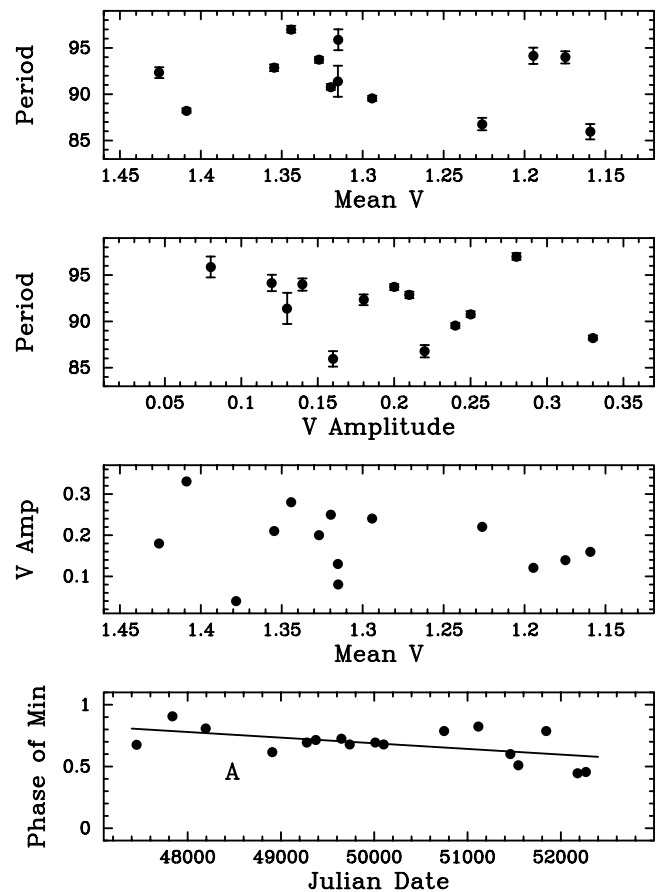 95
90
85
Period
1.45 1.4 1.35 1.3 1.25 1.2 1.15
Mean V
95
90
85
Period
0.05 0.1 0.15 0.2 0.25 0.3 0.35
V Amplitude
0.3
0.2
0.1
V Amp
1.45 1.4 1.35 1.3 1.25 1.2 1.15
Mean V
1
0.5
0
Phase of Min
A
48000 49000 50000 51000 52000
Julian Date